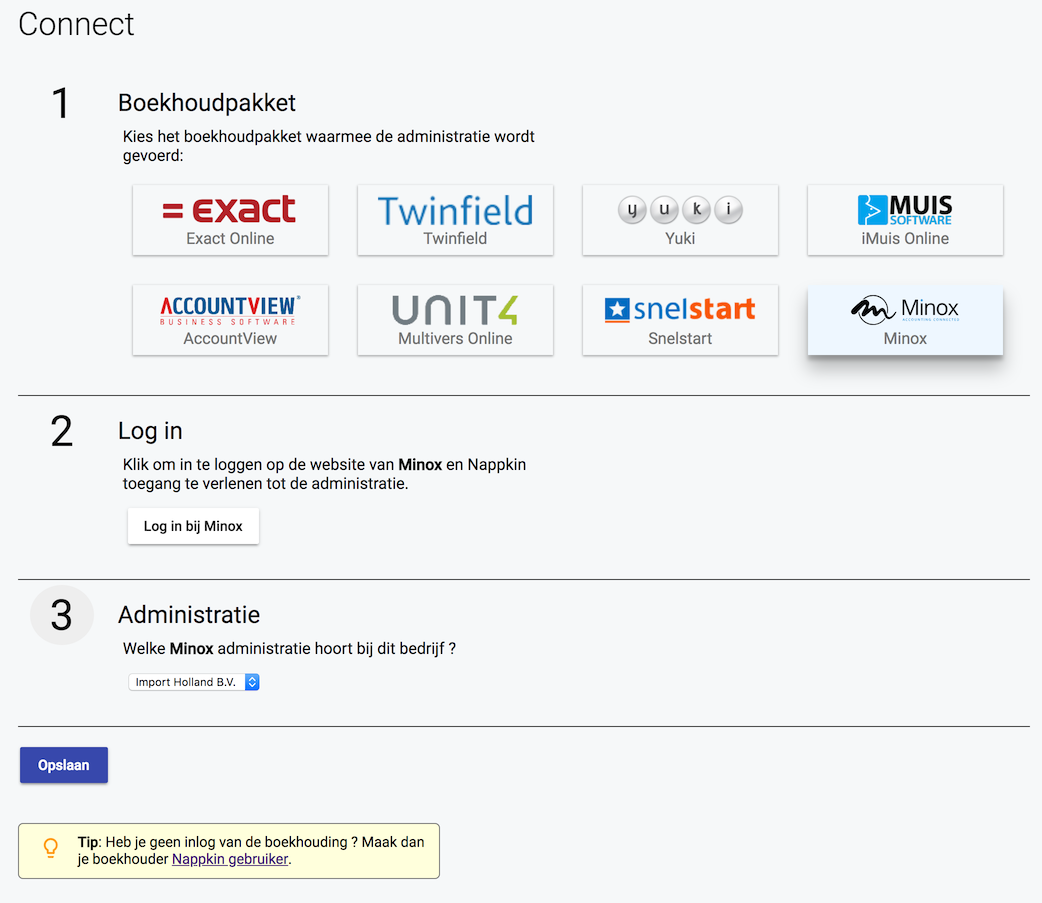 Connect
1
Boekhoudpakket
Kies het boekhoudpakket waarmee de administratie wordt
gevoerd:
= exact
Exact Online
Twinfield
Twinfield
yuki
Yuki
MUIS
SOFTWARE
iMuis Online
ACCOUNTVIEW®
BUSINESS SOFTWARE
AccountView
UNIT4
Multivers Online
snelstart
Snelstart
Minox
ACCOUNTING CONNECTED
Minox
2
Log in
Klik om in te loggen op de website van Minox en Nappkin
toegang te verlenen tot de administratie.
Log in bij Minox
3
Administratie
Welke Minox administratie hoort bij dit bedrijf ?
Import Holland B.V.
Opslaan
Tip: Heb je geen inlog van de boekhouding ? Maak dan
je boekhouder Nappkin gebruiker.